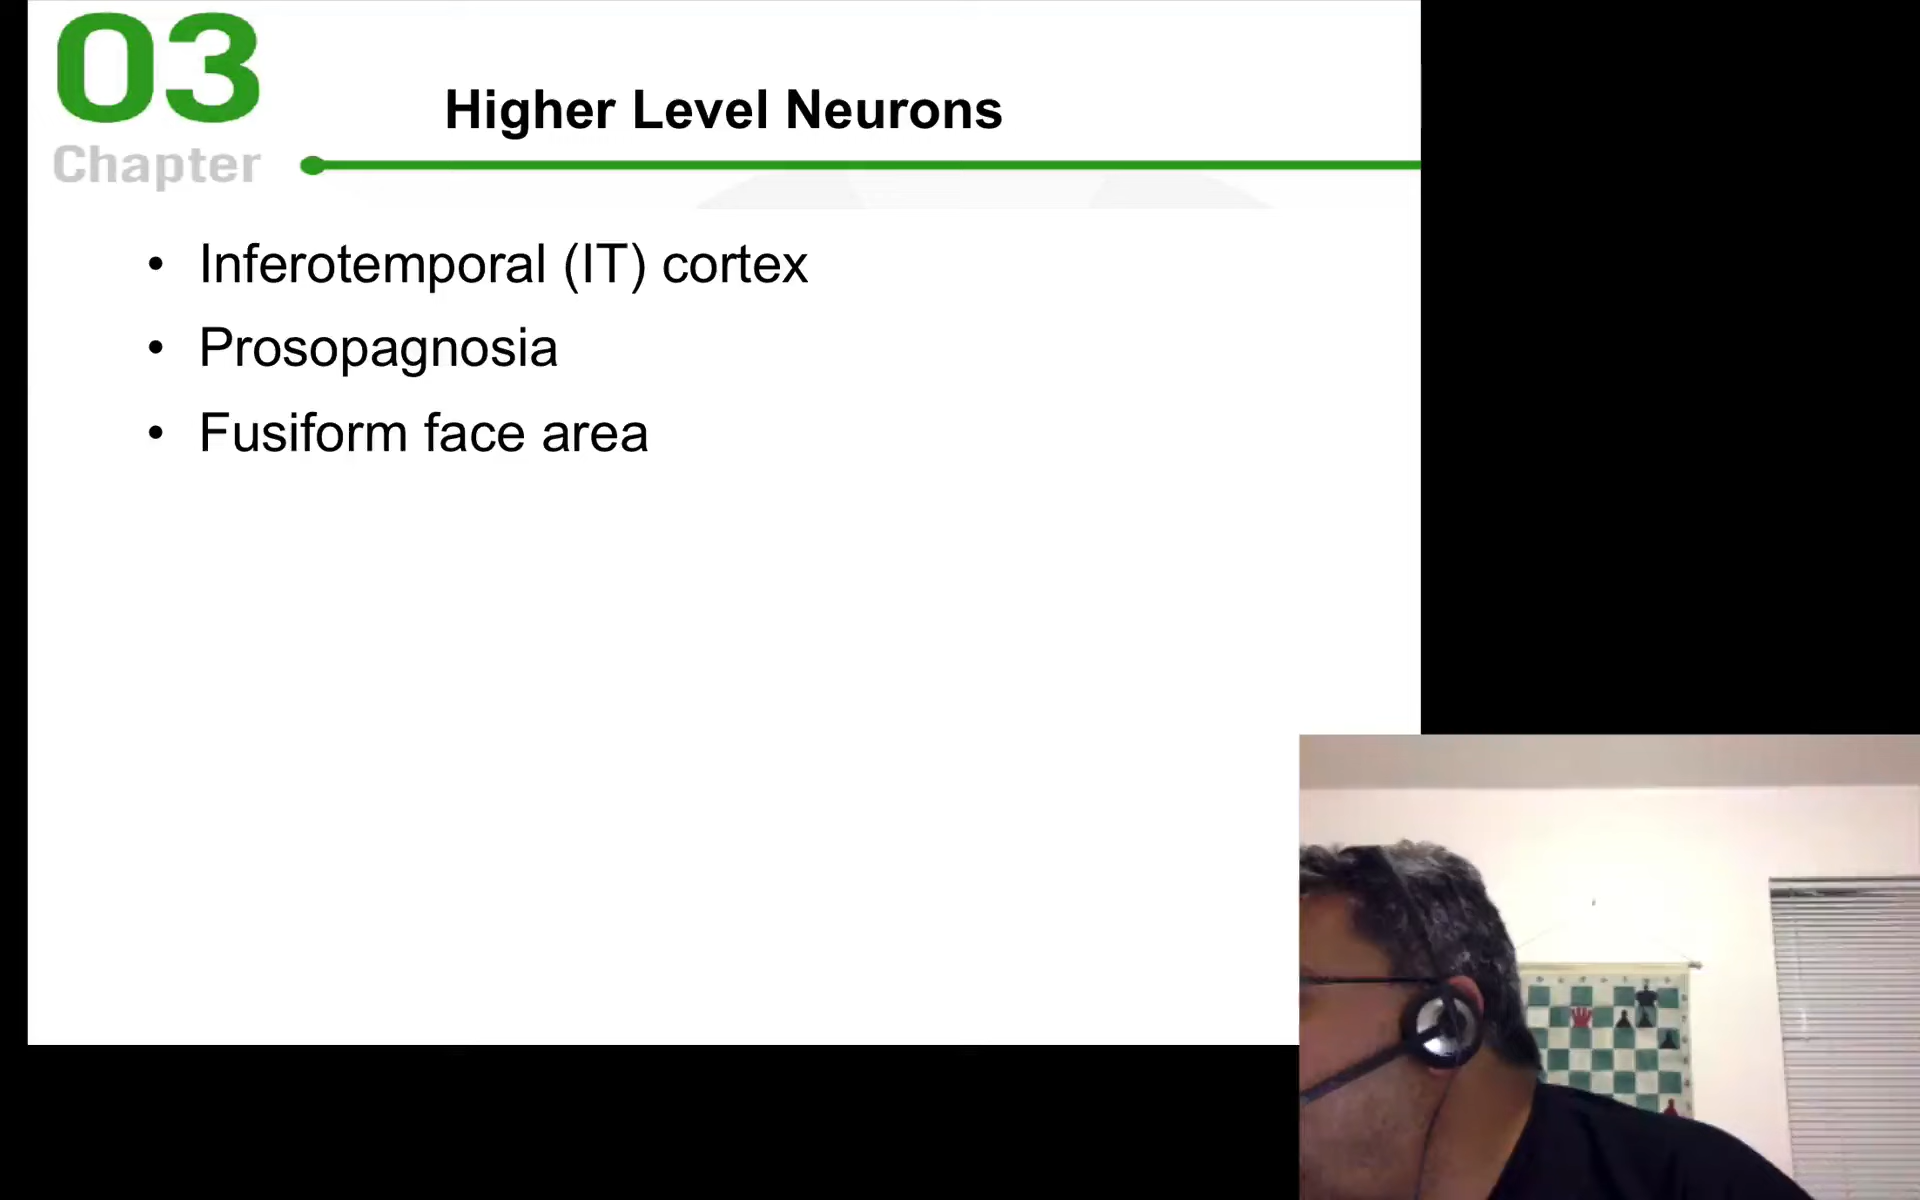 03
Chapter
Higher Level Neurons
• Inferotemporal (IT) cortex
• Prosopagnosia
• Fusiform face area